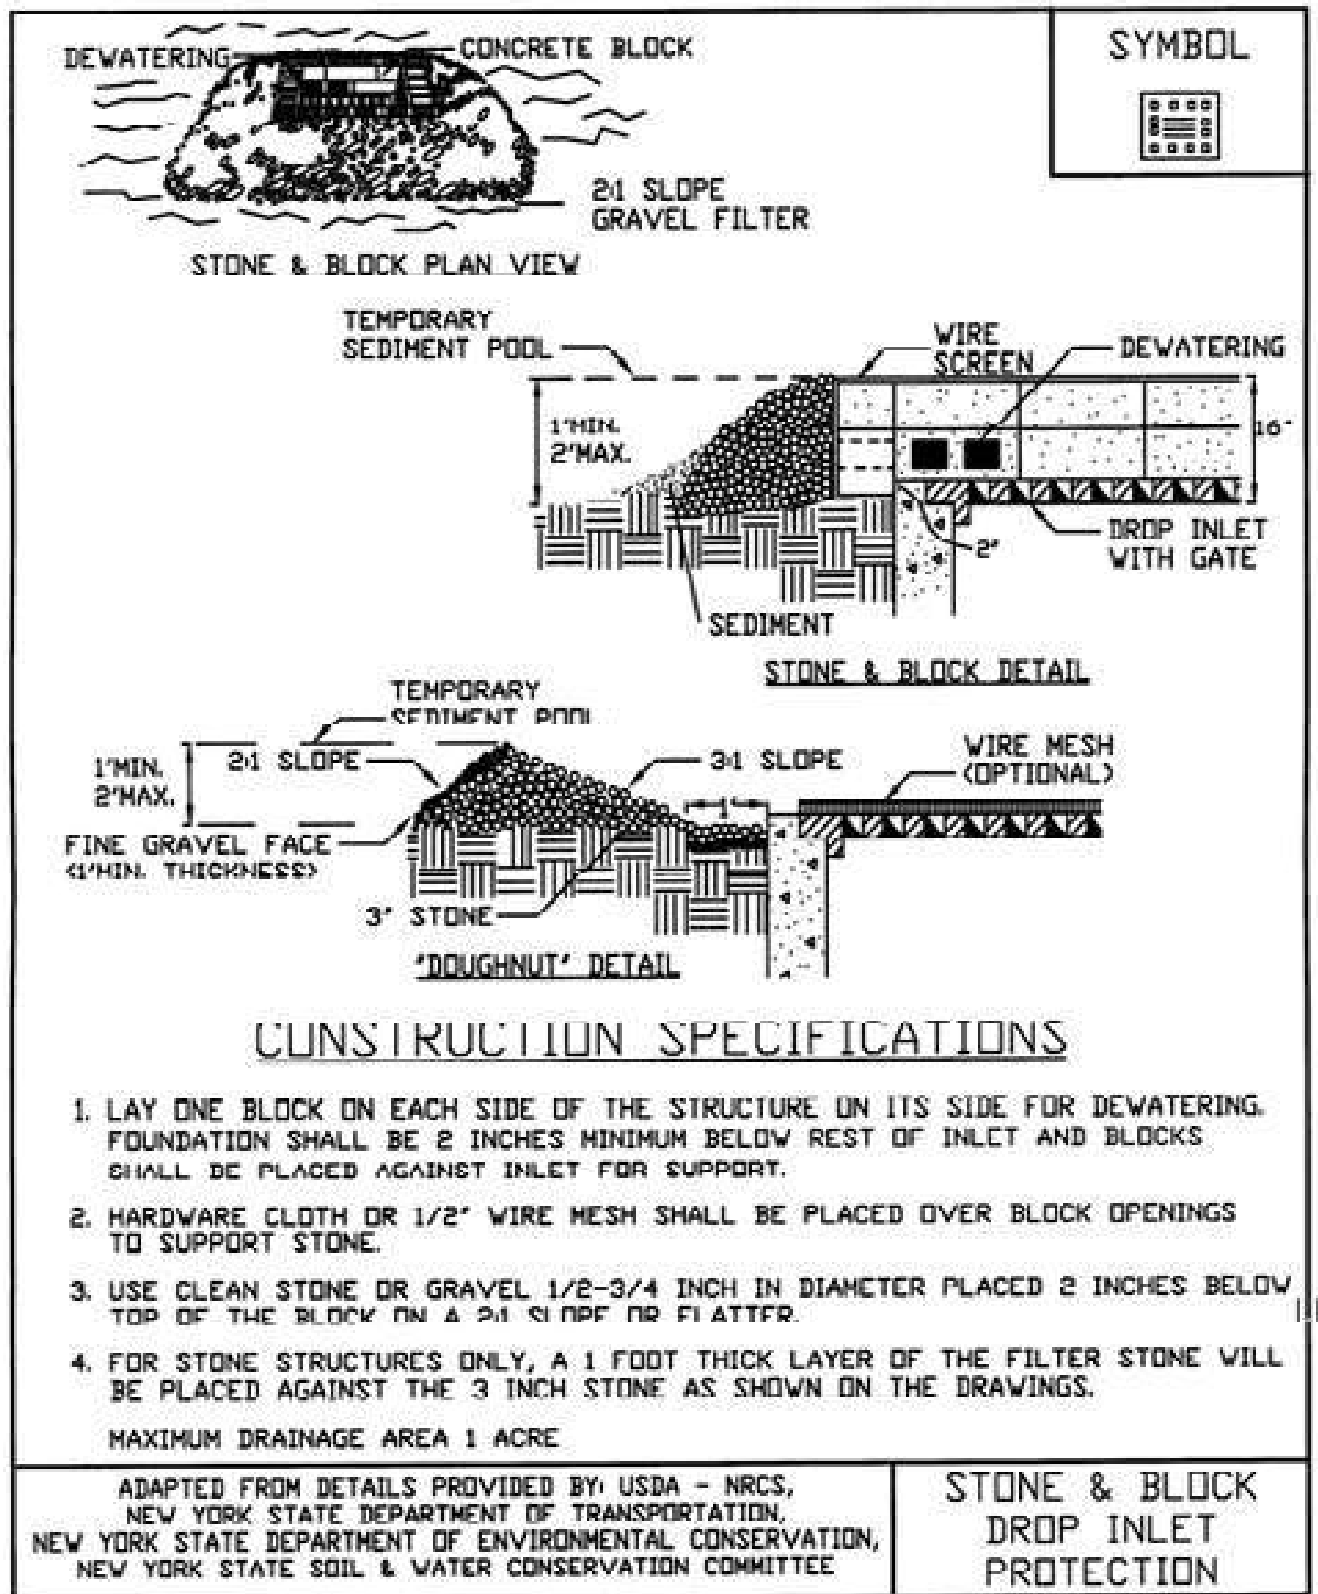 DEWATERING
CONCRETE BLOCK
SYMBOL
2:1 SLOPE
GRAVEL FILTER
STONE & BLOCK PLAN VIEW
TEMPORARY
SEDIMENT POOL
WIRE
SCREEN
DEWATERING
1'MIN.
2'MAX.
16"
2"
DROP INLET
WITH GATE
SEDIMENT
STONE & BLOCK DETAIL
TEMPORARY
SEDIMENT POOL
1'MIN.
2'MAX.
2:1 SLOPE
3:1 SLOPE
WIRE MESH
(OPTIONAL)
1'
FINE GRAVEL FACE
(1'MIN. THICKNESS)
3" STONE
"DOUGHNUT" DETAIL
CONSTRUCTION SPECIFICATIONS
1. LAY ONE BLOCK ON EACH SIDE OF THE STRUCTURE ON ITS SIDE FOR DEWATERING.
FOUNDATION SHALL BE 2 INCHES MINIMUM BELOW REST OF INLET AND BLOCKS
SHALL BE PLACED AGAINST INLET FOR SUPPORT.
2. HARDWARE CLOTH OR 1/2" WIRE MESH SHALL BE PLACED OVER BLOCK OPENINGS
TO SUPPORT STONE.
3. USE CLEAN STONE OR GRAVEL 1/2-3/4 INCH IN DIAMETER PLACED 2 INCHES BELOW
TOP OF THE BLOCK ON A 2:1 SLOPE OR FLATTER.
4. FOR STONE STRUCTURES ONLY, A 1 FOOT THICK LAYER OF THE FILTER STONE WILL
BE PLACED AGAINST THE 3 INCH STONE AS SHOWN ON THE DRAWINGS.
MAXIMUM DRAINAGE AREA 1 ACRE
ADAPTED FROM DETAILS PROVIDED BY: USDA - NRCS,
NEW YORK STATE DEPARTMENT OF TRANSPORTATION,
NEW YORK STATE DEPARTMENT OF ENVIRONMENTAL CONSERVATION,
NEW YORK STATE SOIL & WATER CONSERVATION COMMITTEE
STONE & BLOCK
DROP INLET
PROTECTION